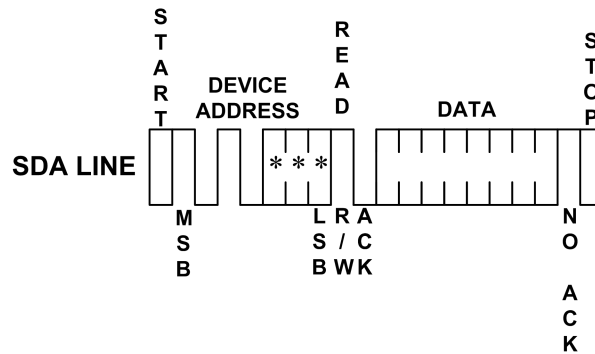 START
READ
STOP
DEVICE
ADDRESS
DATA
SDA LINE
* * *
MSB
LSB
R/W
ACK
NO ACK